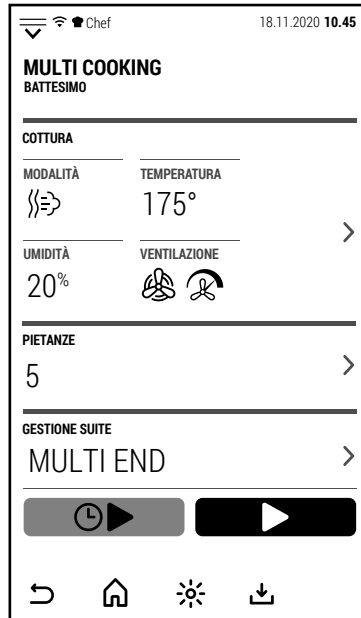 Chef 18.11.2020 10.45
MULTI COOKING
BATTESIMO
COTTURA
MODALITÀ TEMPERATURA
175°
UMIDITÀ VENTILAZIONE
20%
PIETANZE
5
GESTIONE SUITE
MULTI END